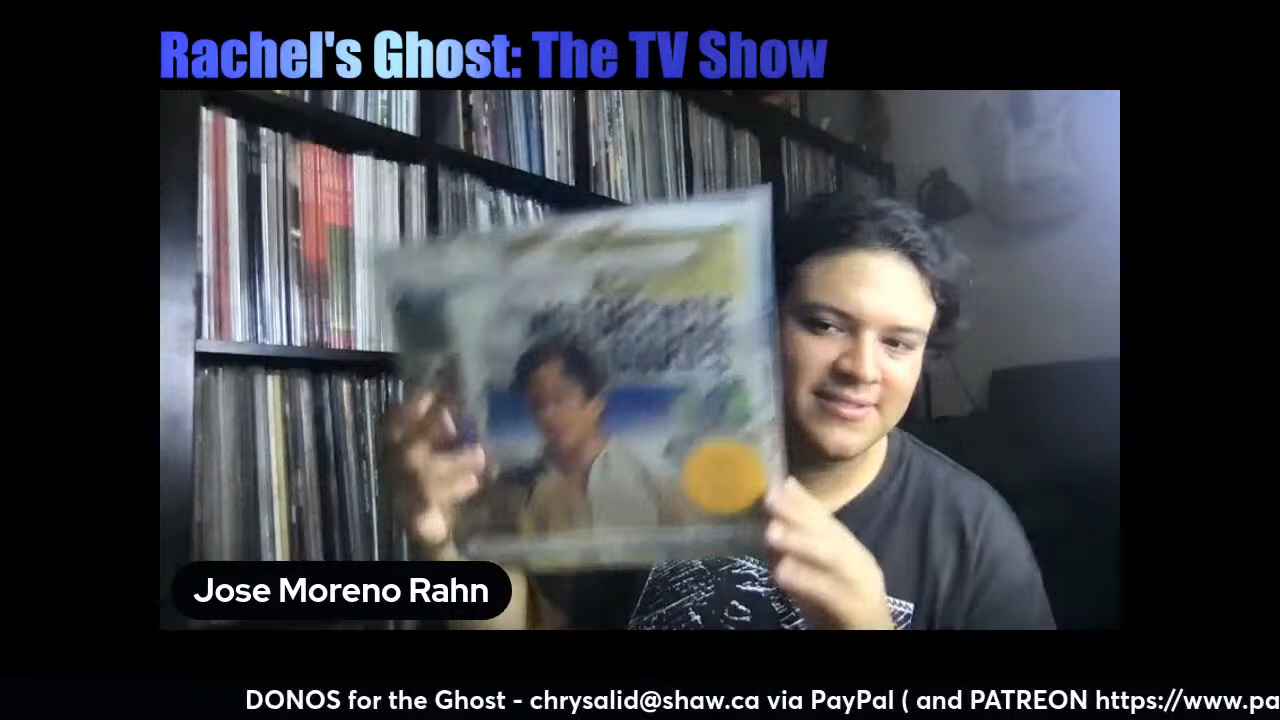 Rachel's Ghost: The TV Show
Jose Moreno Rahn
DONOS for the Ghost - chrysalid@shaw.ca via PayPal ( and PATREON https://www.pa